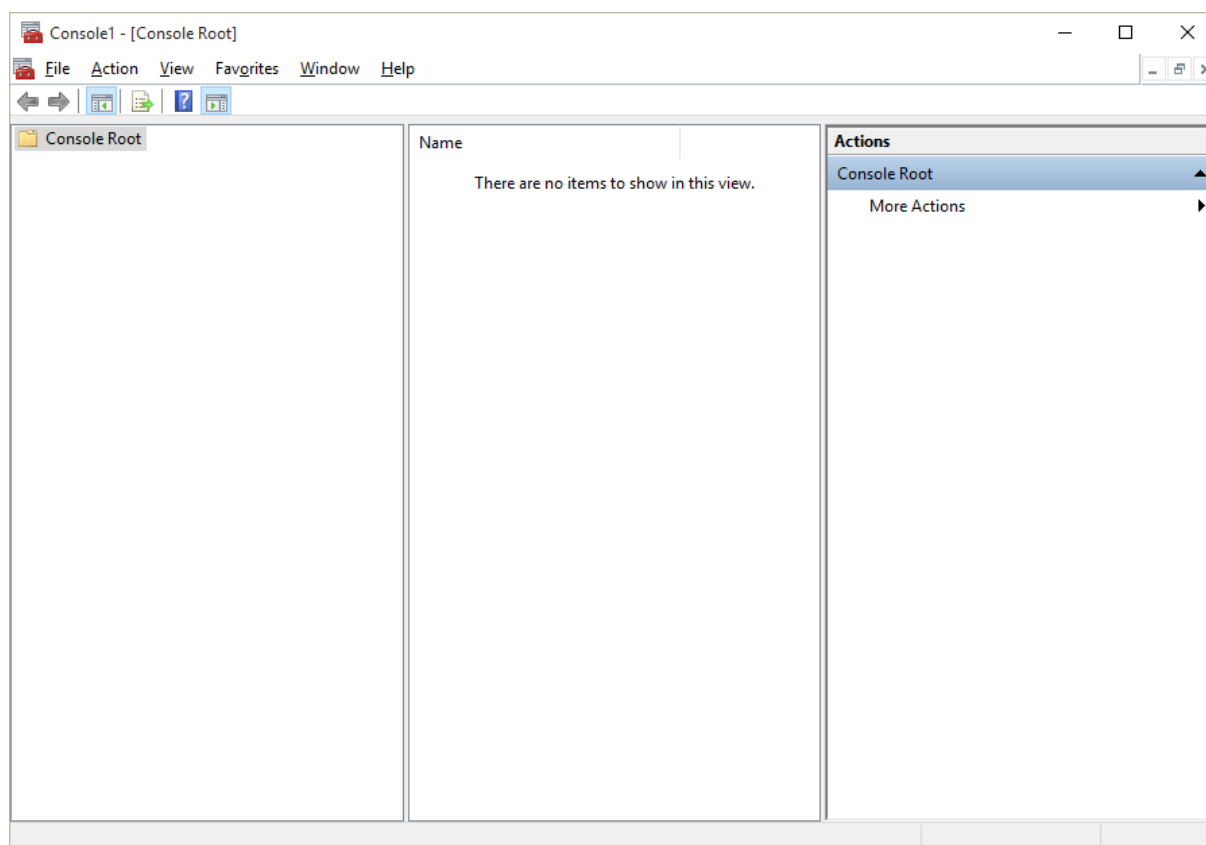 Console1 - [Console Root]
File Action View Favorites Window Help
Console Root
Name
There are no items to show in this view.
Actions
Console Root
More Actions